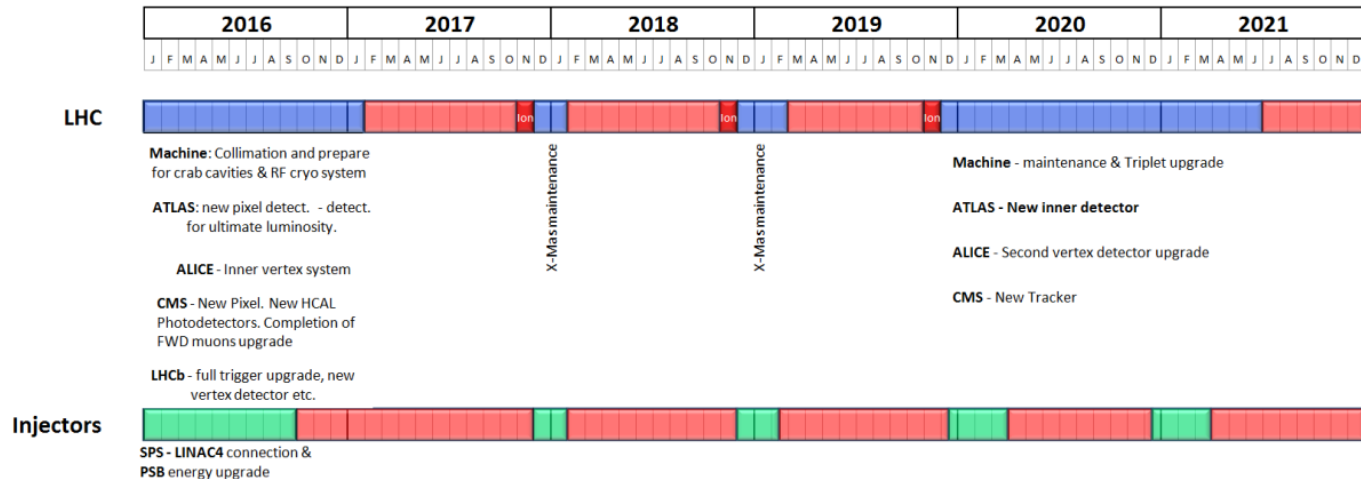 2016 2017 2018 2019 2020 2021
J F M A M J J A S O N D J F M A M J J A S O N D J F M A M J J A S O N D J F M A M J J A S O N D J F M A M J J A S O N D J F M A M J J A S O N D
LHC
Ion Ion Ion
Machine: Collimation and prepare
for crab cavities & RF cryo system
ATLAS: new pixel detect. - detect.
for ultimate luminosity.
ALICE - Inner vertex system
CMS - New Pixel. New HCAL
Photodetectors. Completion of
FWD muons upgrade
LHCb - full trigger upgrade, new
vertex detector etc.
X-Mas maintenance
X-Mas maintenance
Machine - maintenance & Triplet upgrade
ATLAS - New inner detector
ALICE - Second vertex detector upgrade
CMS - New Tracker
Injectors
SPS - LINAC4 connection &
PSB energy upgrade